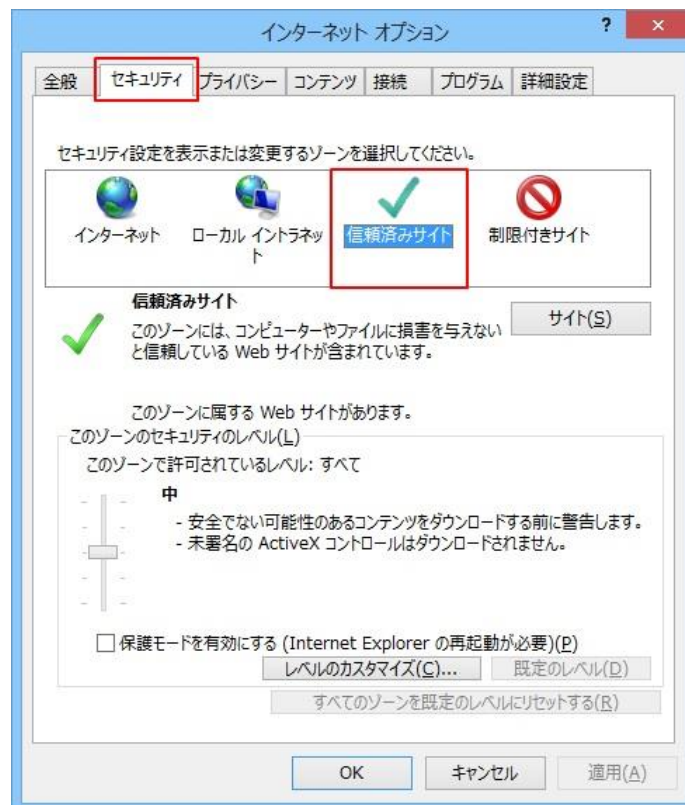 インターネット オプション
?
×
全般 セキュリティ プライバシー コンテンツ 接続 プログラム 詳細設定
セキュリティ設定を表示または変更するゾーンを選択してください。
インターネット
ローカル イントラネッ
ト
信頼済みサイト
制限付きサイト
信頼済みサイト
サイト(S)
このゾーンには、コンピューターやファイルに損害を与えない
と信頼している Web サイトが含まれています。
このゾーンに属する Web サイトがあります。
このゾーンのセキュリティのレベル(L)
このゾーンで許可されているレベル: すべて
中
- 安全でない可能性のあるコンテンツをダウンロードする前に警告します。
- 未署名の ActiveX コントロールはダウンロードされません。
保護モードを有効にする (Internet Explorer の再起動が必要)(P)
レベルのカスタマイズ(C)... 既定のレベル(D)
すべてのゾーンを既定のレベルにリセットする(R)
OK キャンセル 適用(A)